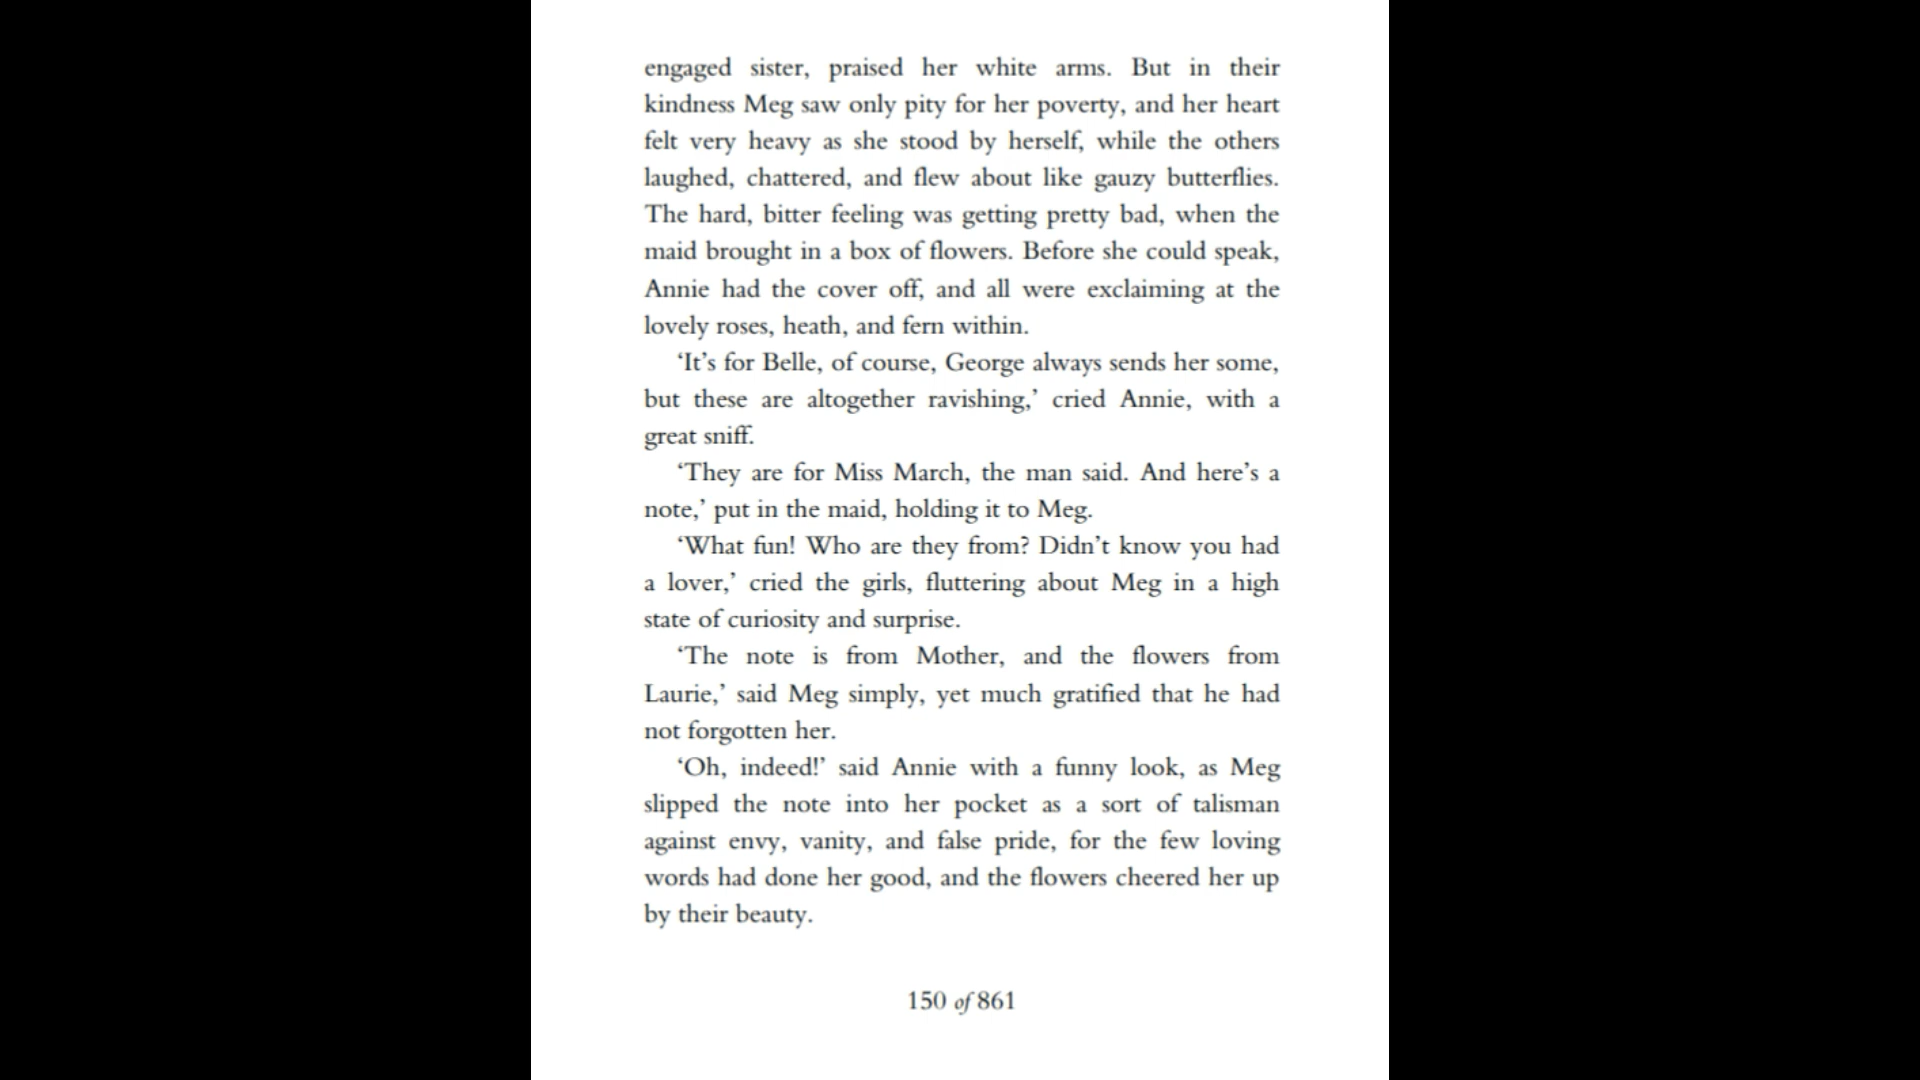 engaged sister, praised her white arms. But in their
kindness Meg saw only pity for her poverty, and her heart
felt very heavy as she stood by herself, while the others
laughed, chattered, and flew about like gauzy butterflies.
The hard, bitter feeling was getting pretty bad, when the
maid brought in a box of flowers. Before she could speak,
Annie had the cover off, and all were exclaiming at the
lovely roses, heath, and fern within.
‘It’s for Belle, of course, George always sends her some,
but these are altogether ravishing,’ cried Annie, with a
great sniff.
‘They are for Miss March, the man said. And here’s a
note,’ put in the maid, holding it to Meg.
‘What fun! Who are they from? Didn’t know you had
a lover,’ cried the girls, fluttering about Meg in a high
state of curiosity and surprise.
‘The note is from Mother, and the flowers from
Laurie,’ said Meg simply, yet much gratified that he had
not forgotten her.
‘Oh, indeed!’ said Annie with a funny look, as Meg
slipped the note into her pocket as a sort of talisman
against envy, vanity, and false pride, for the few loving
words had done her good, and the flowers cheered her up
by their beauty.
150 of 861